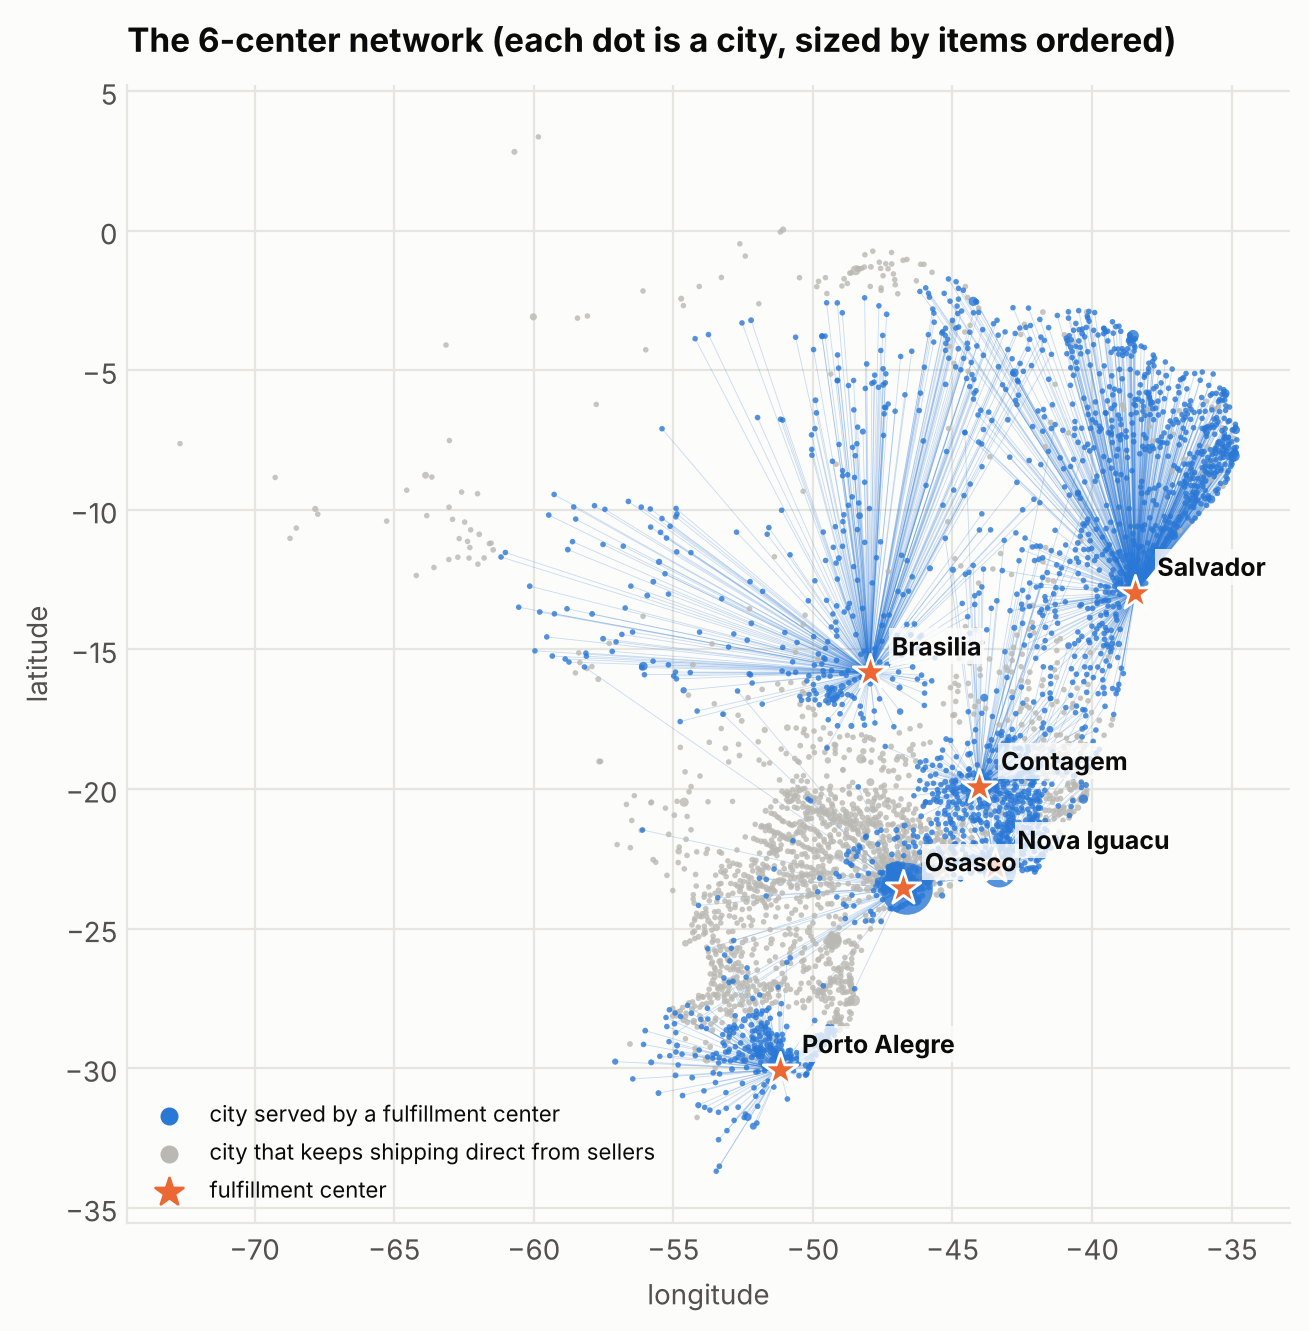 The 6-center network (each dot is a city, sized by items ordered)
5
0
−5
−10
−15
−20
−25
−30
−35
latitude
Salvador
Brasilia
Contagem
Nova Iguacu
Osasco
Porto Alegre
city served by a fulfillment center
city that keeps shipping direct from sellers
fulfillment center
−70 −65 −60 −55 −50 −45 −40 −35
longitude